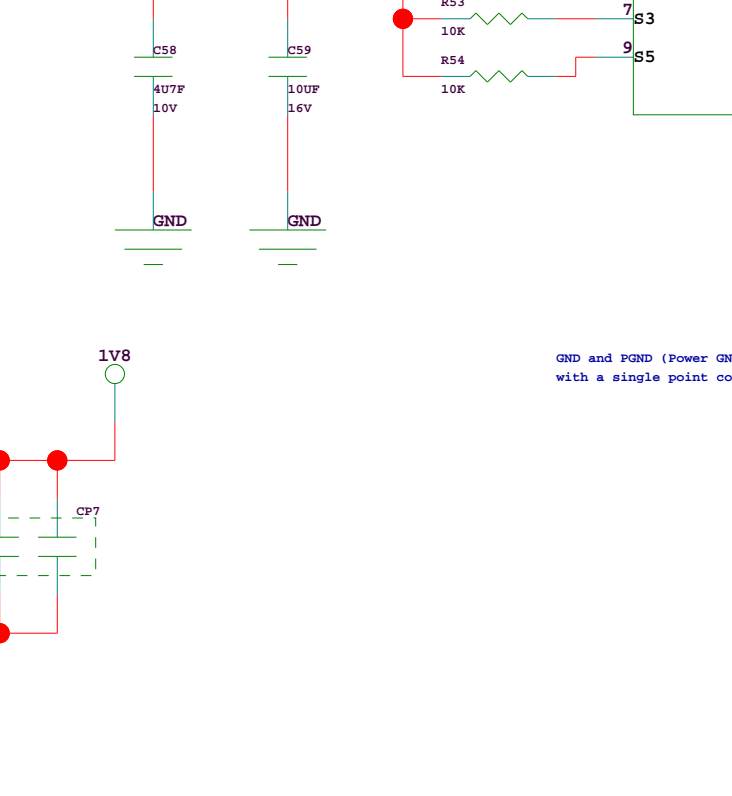 R53
7
S3
10K
C58
C59
9
S5
R54
4U7F
10UF
10K
10V
16V
GND
GND
1V8
GND and PGND (Power GN
with a single point co
CP7